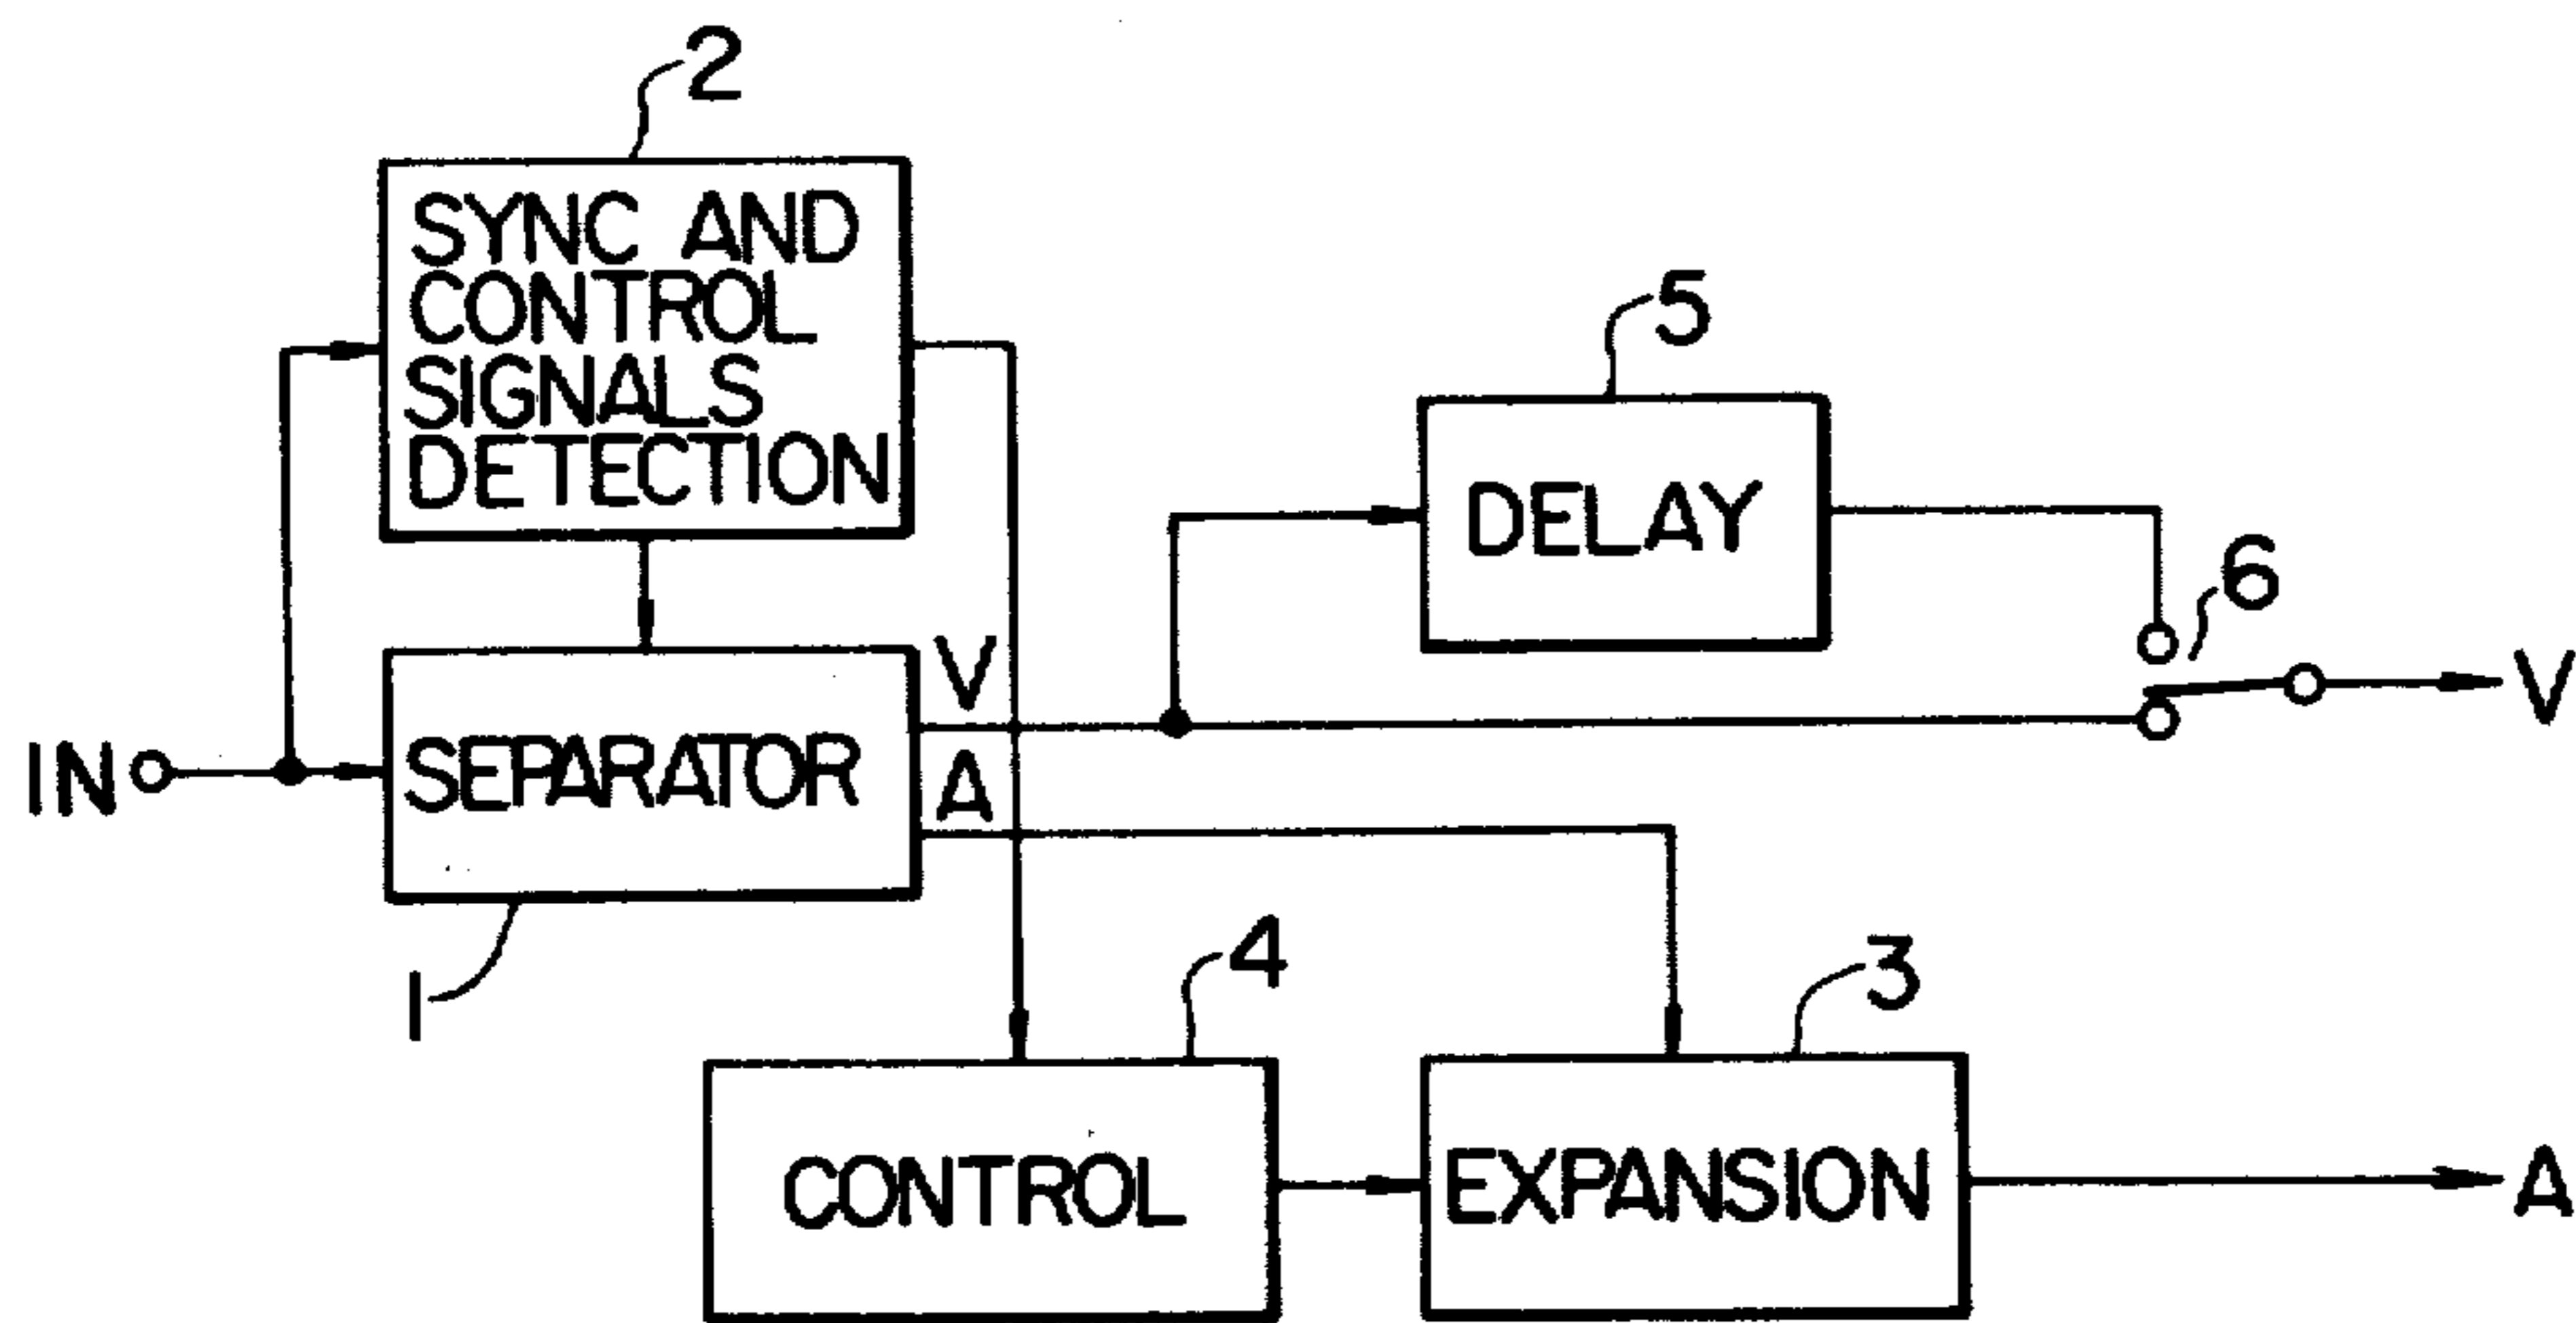 2
SYNC AND
CONTROL
SIGNALS
DETECTION
5
DELAY
6
V
V
IN
SEPARATOR
A
1
4
3
CONTROL
EXPANSION
A